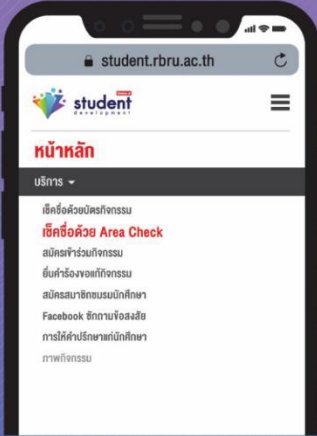 student.rbru.ac.th
student
development
หน้าหลัก
บริการ
เช็คชื่อด้วยบัตรกิจกรรม
เช็คชื่อด้วย Area Check
สมัครเข้าร่วมกิจกรรม
ยื่นคำร้องขอแก้กิจกรรม
สมัครสมาชิกชมรมนักศึกษา
Facebook ซักถามข้อสงสัย
การให้คำปรึกษาแก่นักศึกษา
ภาพกิจกรรม